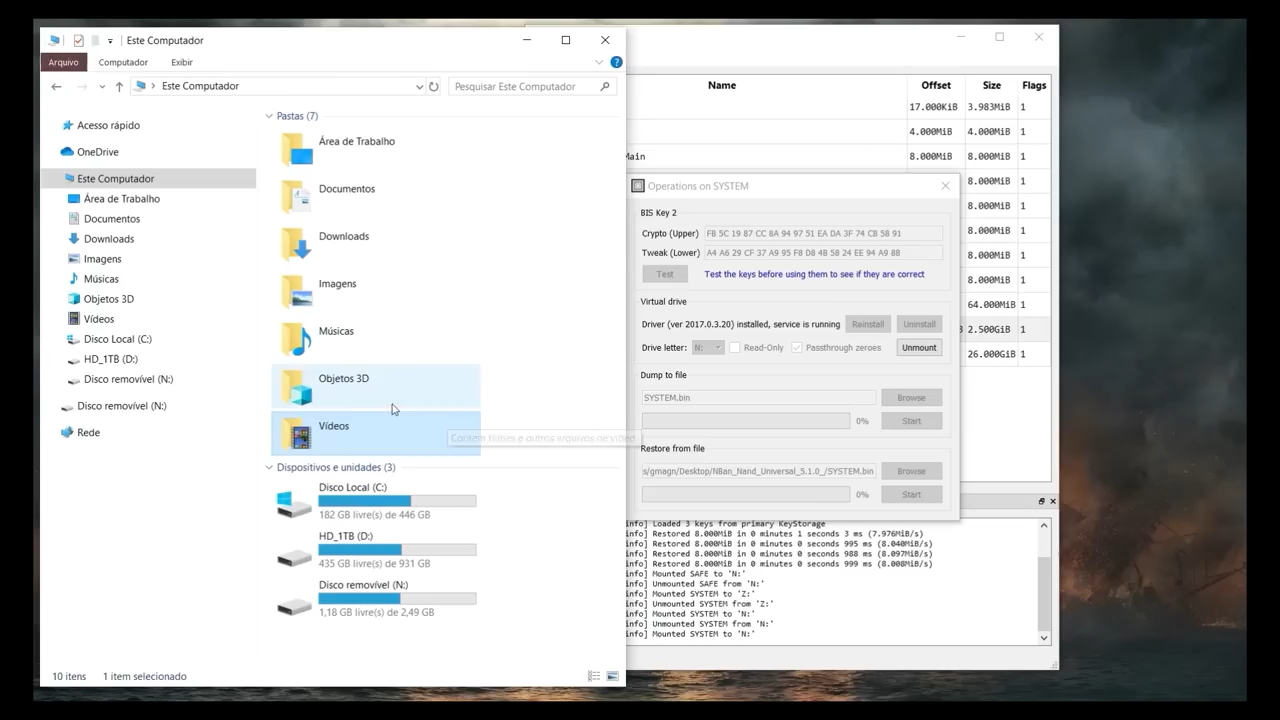 Este Computador
Arquivo
Computador
Exibir
Este Computador
Pesquisar Este Computador
Acesso rápido
OneDrive
Este Computador
Área de Trabalho
Documentos
Downloads
Imagens
Músicas
Objetos 3D
Vídeos
Disco Local (C:)
HD_1TB (D:)
Disco removível (N:)
Disco removível (N:)
Rede
Pastas (7)
Área de Trabalho
Documentos
Downloads
Imagens
Músicas
Objetos 3D
Vídeos
Contém filmes e outros arquivos de vídeo.
Dispositivos e unidades (3)
Disco Local (C:)
182 GB livre(s) de 446 GB
HD_1TB (D:)
435 GB livre(s) de 931 GB
Disco removível (N:)
1,18 GB livre(s) de 2,49 GB
10 itens
1 item selecionado
Name Offset Size Flags
17.000KiB 3.983MiB 1
4.000MiB 4.000MiB 1
Main 8.000MiB 8.000MiB 1
8.000MiB 1
8.000MiB 1
8.000MiB 1
8.000MiB 1
8.000MiB 1
64.000MiB 1
2.500GiB 1
26.000GiB 1
Operations on SYSTEM
BIS Key 2
Crypto (Upper) FB 5C 19 87 CC 8A 94 97 51 EA DA 3F 74 CB 58 91
Tweak (Lower) A4 A6 29 CF 37 A9 95 F8 D8 4B 58 24 EE 94 A9 8B
Test Test the keys before using them to see if they are correct
Virtual drive
Driver (ver 2017.0.3.20) installed, service is running Reinstall Uninstall
Drive letter: N: Read-Only Passthrough zeroes Unmount
Dump to file
SYSTEM.bin Browse
0% Start
Restore from file
s/gmagn/Desktop/NBan_Nand_Universal_5.1.0_/SYSTEM.bin Browse
0% Start
info] Loaded 3 keys from primary KeyStorage
info] Restored 8.000MiB in 0 minutes 1 seconds 3 ms (7.976MiB/s)
info] Restored 8.000MiB in 0 minutes 0 seconds 995 ms (8.040MiB/s)
info] Restored 8.000MiB in 0 minutes 0 seconds 988 ms (8.097MiB/s)
info] Restored 8.000MiB in 0 minutes 0 seconds 999 ms (8.008MiB/s)
info] Mounted SAFE to 'N:'
info] Unmounted SAFE from 'N:'
info] Mounted SYSTEM to 'Z:'
info] Unmounted SYSTEM from 'Z:'
info] Mounted SYSTEM to 'N:'
info] Unmounted SYSTEM from 'N:'
info] Mounted SYSTEM to 'N:'